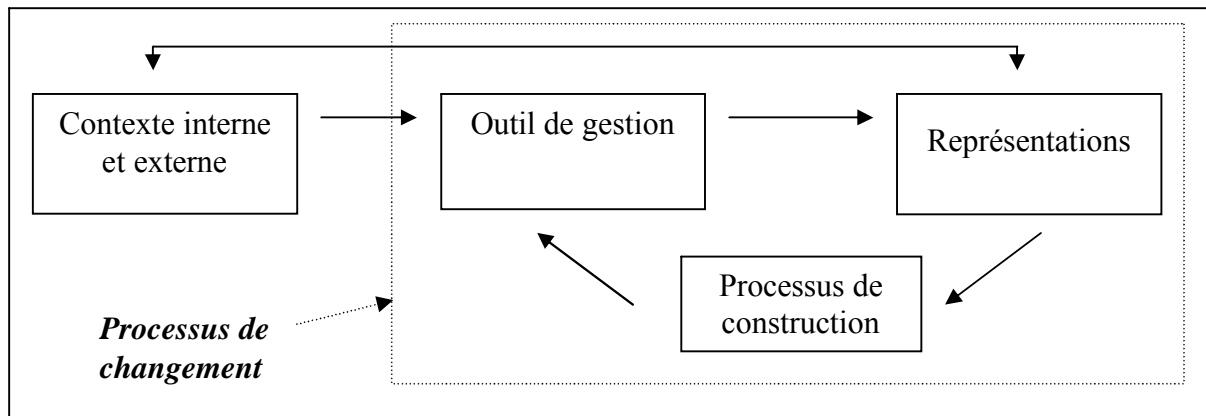 Contexte interne
et externe
Outil de gestion
Représentations
Processus de
construction
Processus de
changement